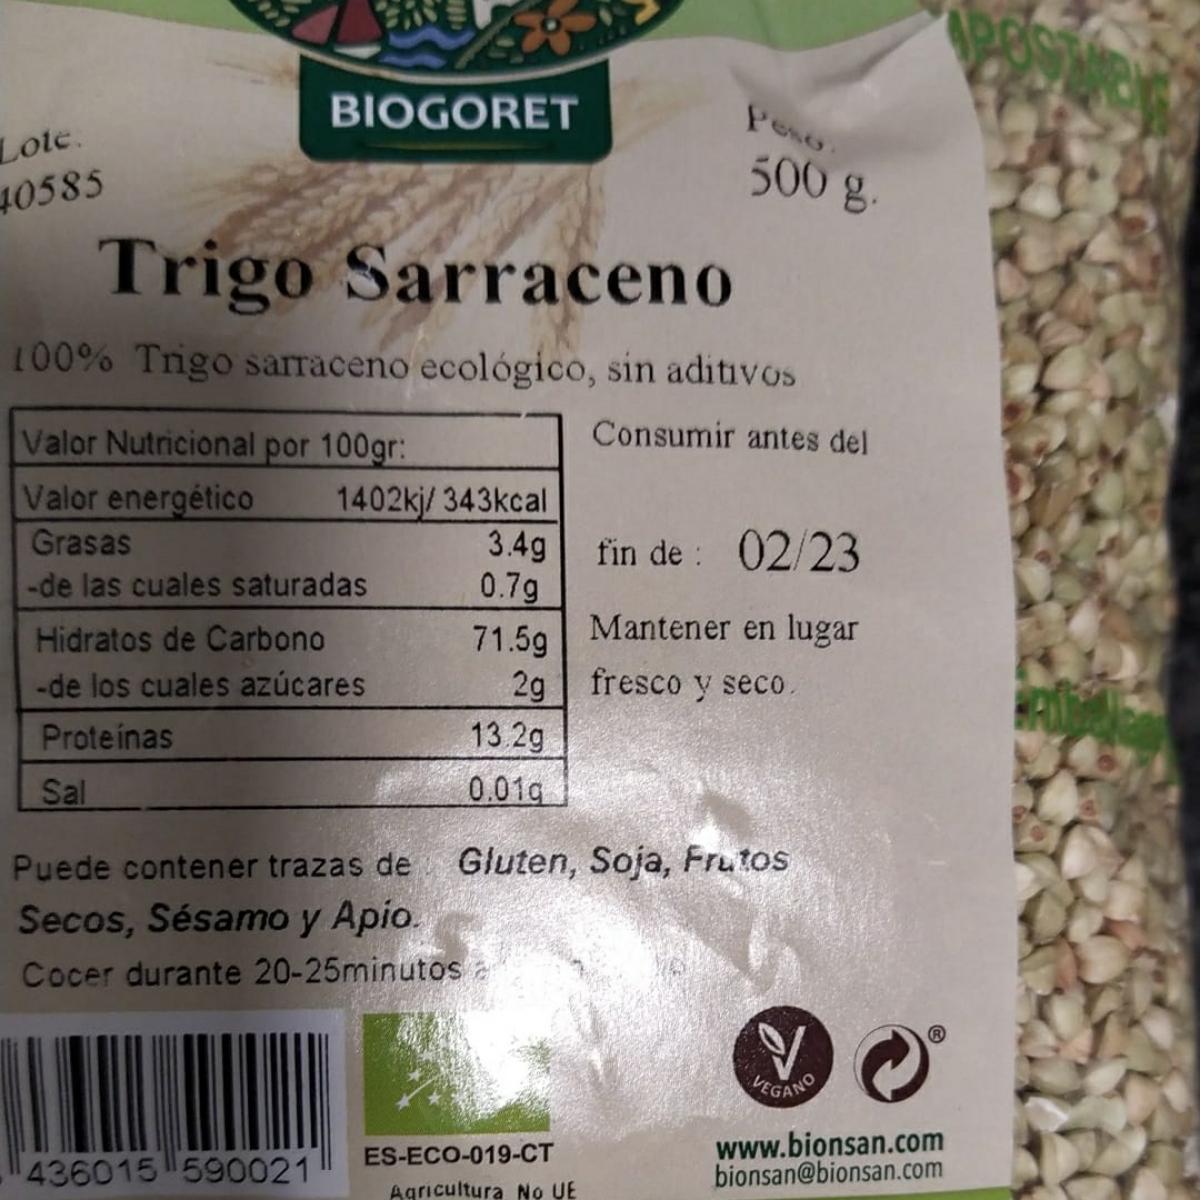 BIOGORET
Lote.
40585
Peso.
500 g.
Trigo Sarraceno
100% Trigo sarraceno ecológico, sin aditivos
Valor Nutricional por 100gr:
Valor energético 1402kj/ 343kcal
Grasas 3.4g
-de las cuales saturadas 0.7g
Hidratos de Carbono 71.5g
-de los cuales azúcares 2g
Proteínas 13.2g
Sal 0.01g
Consumir antes del
fin de : 02/23
Mantener en lugar
fresco y seco.
Puede contener trazas de : Gluten, Soja, Frutos
Secos, Sésamo y Apio.
Cocer durante 20-25minutos a
436015 590021
ES-ECO-019-CT
Agricultura No UE
VEGANO
®
www.bionsan.com
bionsan@bionsan.com